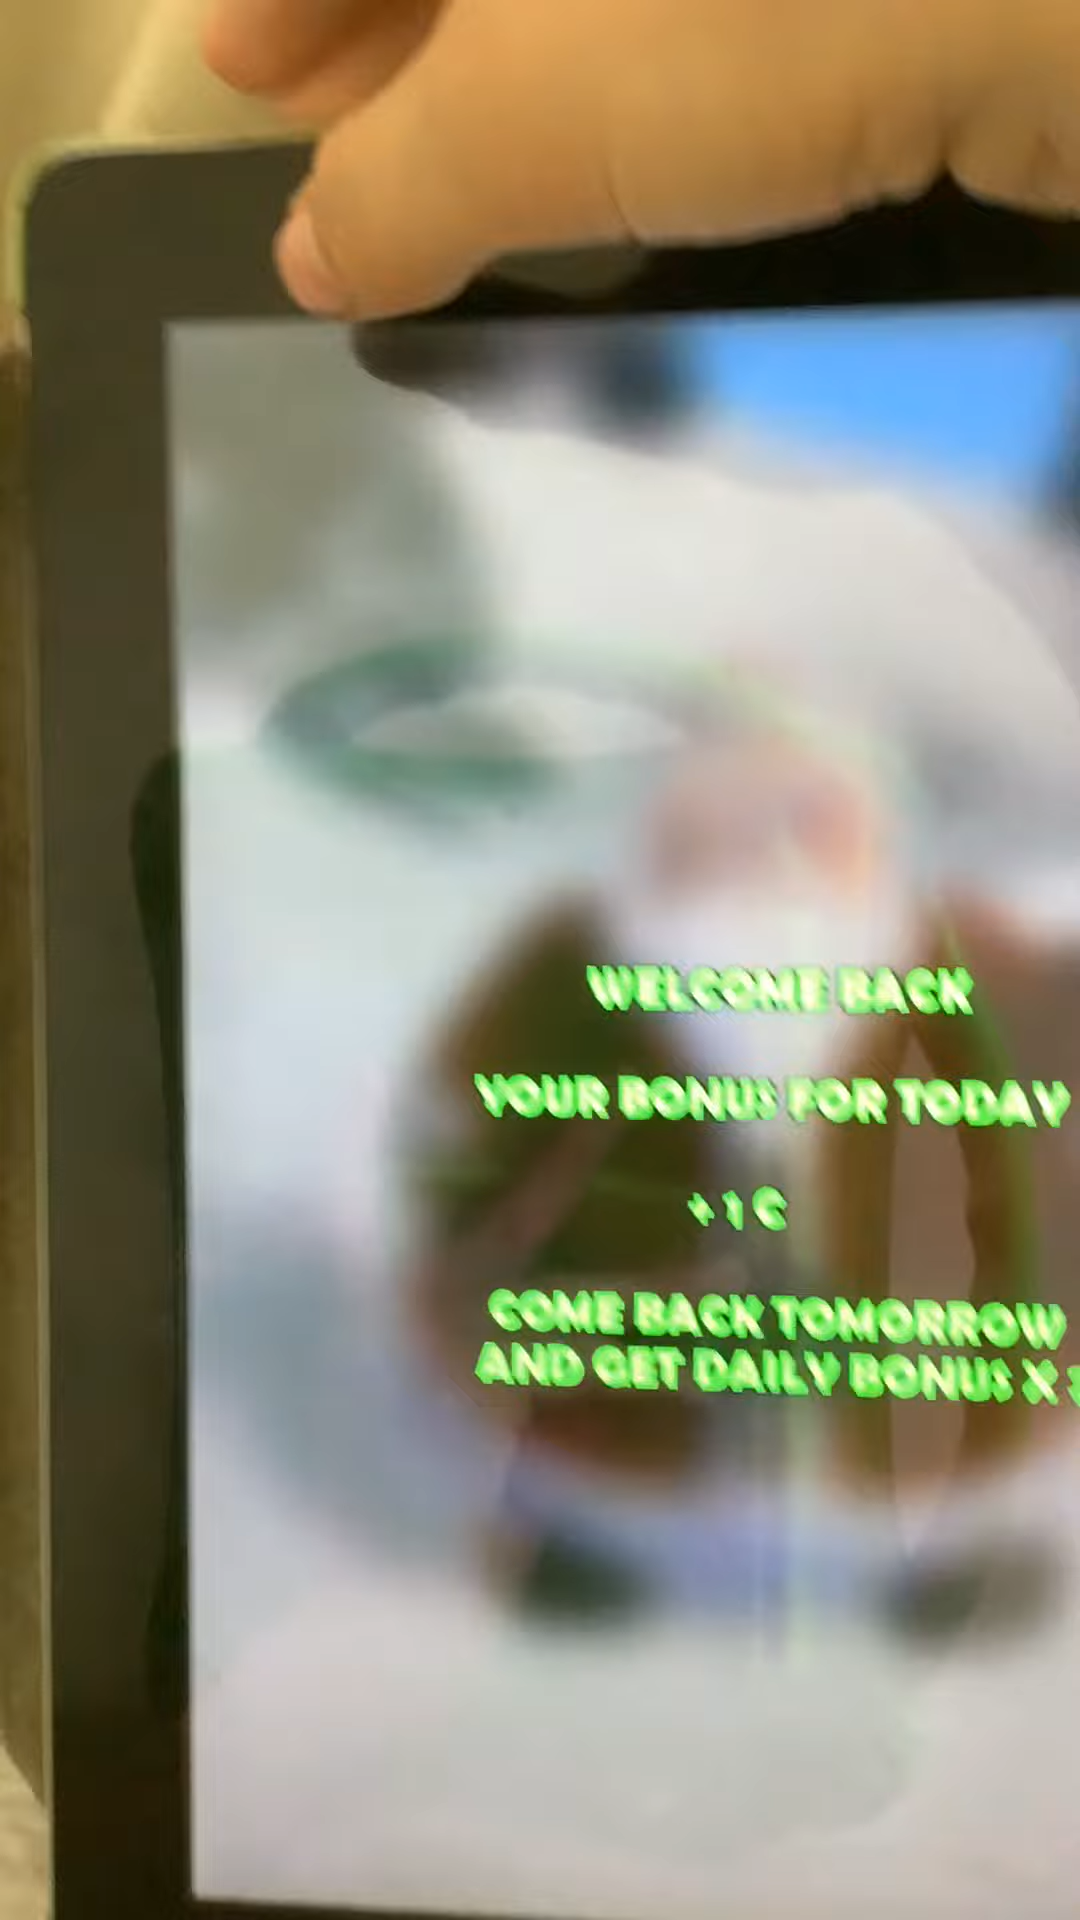 WELCOME BACK
YOUR BONUS FOR TODAY
+1 C
COME BACK TOMORROW
AND GET DAILY BONUS X